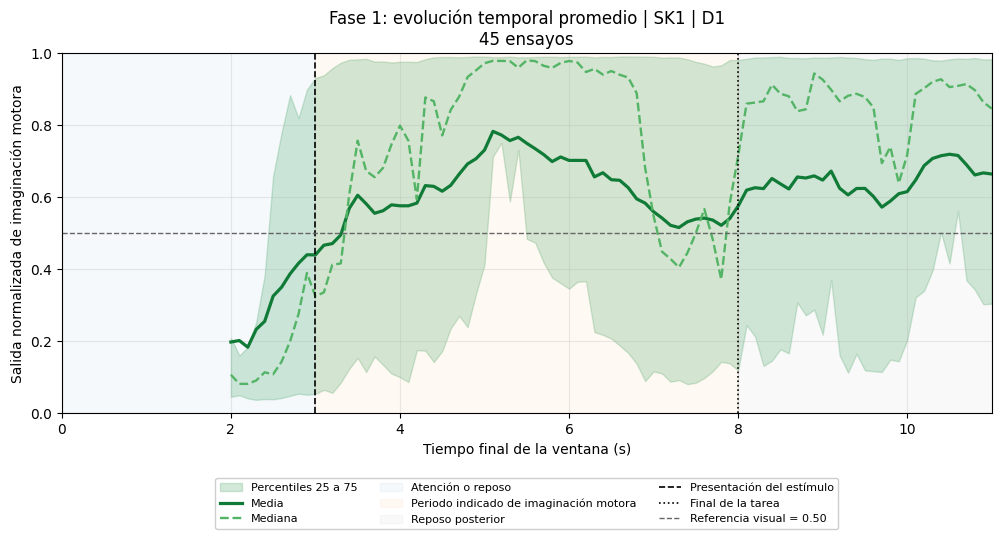 Fase 1: evolución temporal promedio | SK1 | D1
45 ensayos
Salida normalizada de imaginación motora
1.0
0.8
0.6
0.4
0.2
0.0
0 2 4 6 8 10
Tiempo final de la ventana (s)
Percentiles 25 a 75
Media
Mediana
Atención o reposo
Periodo indicado de imaginación motora
Reposo posterior
Presentación del estímulo
Final de la tarea
Referencia visual = 0.50